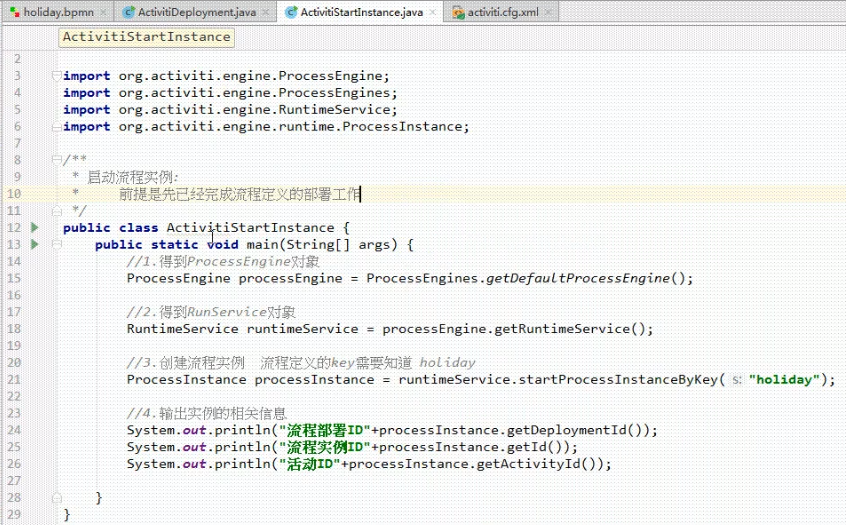 holiday.bpmn ActivitiDeployment.java ActivitiStartInstance.java activiti.cfg.xml
ActivitiStartInstance
2
3 import org.activiti.engine.ProcessEngine;
4 import org.activiti.engine.ProcessEngines;
5 import org.activiti.engine.RuntimeService;
6 import org.activiti.engine.runtime.ProcessInstance;
7
8 /**
9 * 启动流程实例:
10 * 前提是先已经完成流程定义的部署工作
11 */
12 public class ActivitiStartInstance {
13 public static void main(String[] args) {
14 //1.得到ProcessEngine对象
15 ProcessEngine processEngine = ProcessEngines.getDefaultProcessEngine();
16
17 //2.得到RunService对象
18 RuntimeService runtimeService = processEngine.getRuntimeService();
19
20 //3.创建流程实例 流程定义的key需要知道 holiday
21 ProcessInstance processInstance = runtimeService.startProcessInstanceByKey( s: "holiday");
22
23 //4.输出实例的相关信息
24 System.out.println("流程部署ID"+processInstance.getDeploymentId());
25 System.out.println("流程实例ID"+processInstance.getId());
26 System.out.println("活动ID"+processInstance.getActivityId());
27
28 }
29 }